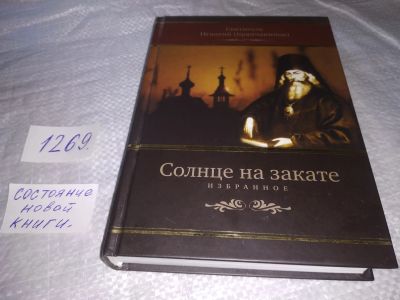 Святитель
Игнатий (Брянчанинов)
Солнце на закате
ИЗБРАННОЕ
1269.
состояние
новой
книги.